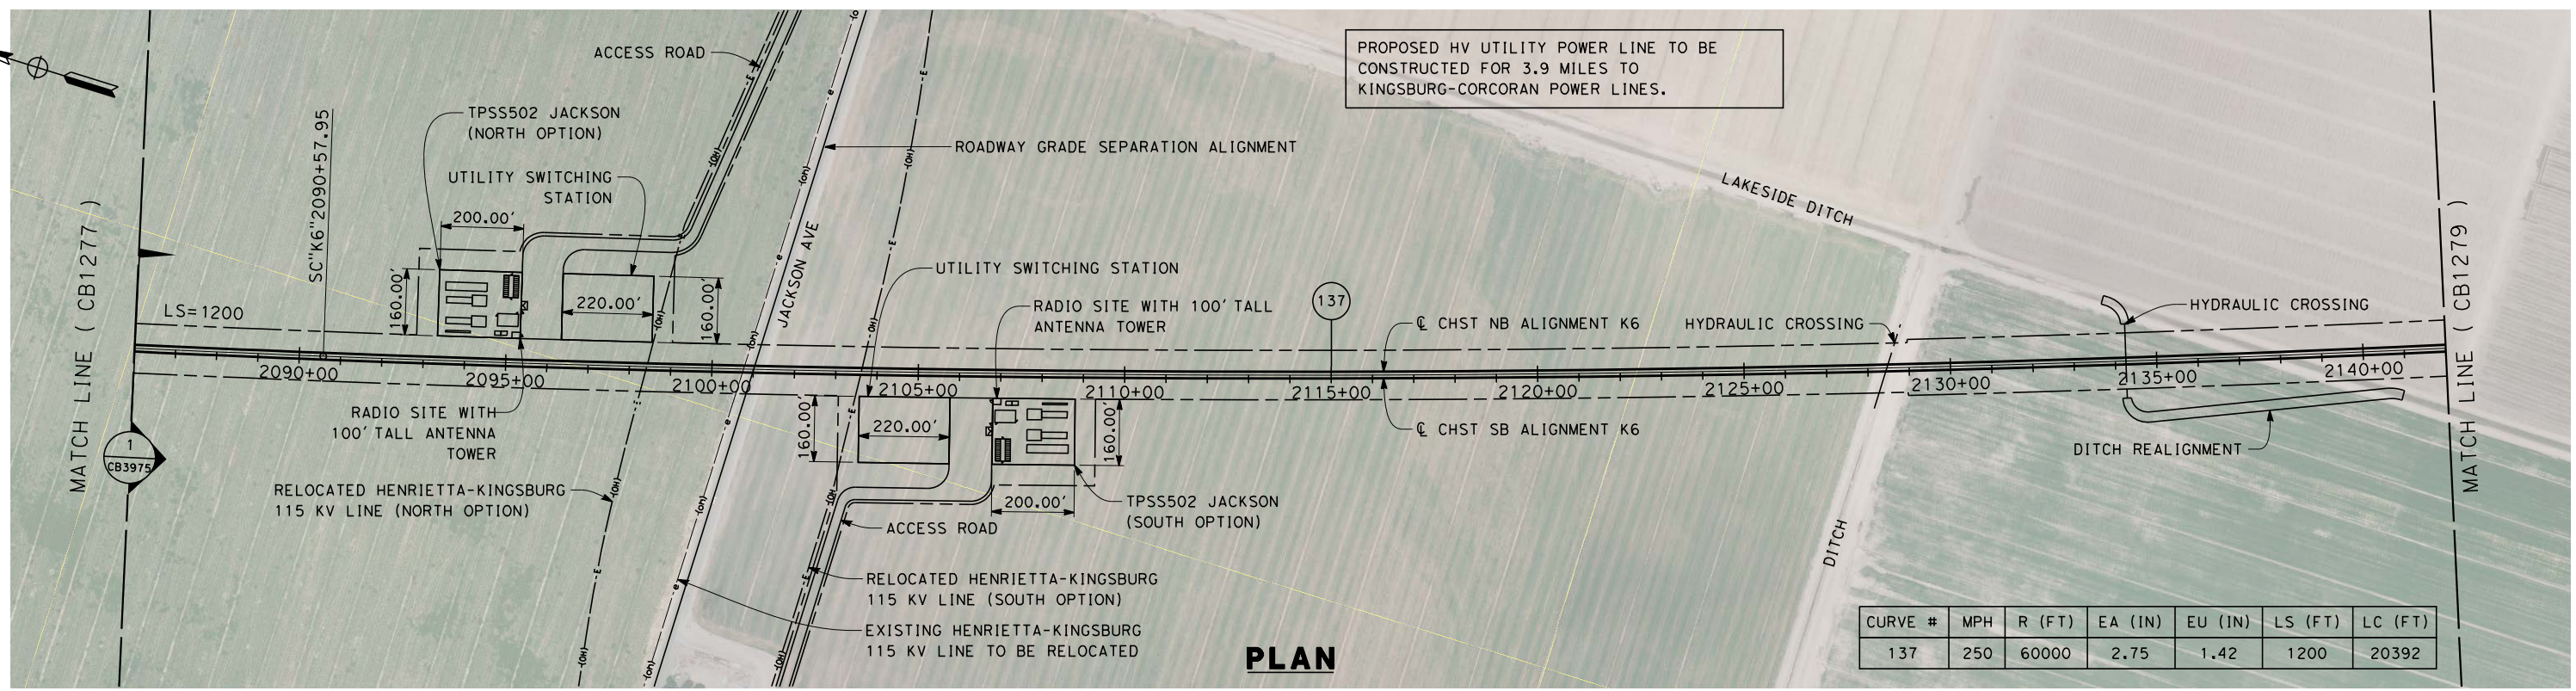 PROPOSED HV UTILITY POWER LINE TO BE
CONSTRUCTED FOR 3.9 MILES TO
KINGSBURG-CORCORAN POWER LINES.
ACCESS ROAD
TPSS502 JACKSON
(NORTH OPTION)
SC"K6"2090+57.95
UTILITY SWITCHING
STATION
ROADWAY GRADE SEPARATION ALIGNMENT
200.00'
160.00'
220.00'
160.00'
JACKSON AVE
LAKESIDE DITCH
MATCH LINE ( CB1277 )
LS=1200
UTILITY SWITCHING STATION
RADIO SITE WITH 100' TALL
ANTENNA TOWER
137
℄ CHST NB ALIGNMENT K6
HYDRAULIC CROSSING
HYDRAULIC CROSSING
MATCH LINE ( CB1279 )
2090+00
2095+00
2100+00
2105+00
2110+00
2115+00
2120+00
2125+00
2130+00
2135+00
2140+00
RADIO SITE WITH
100' TALL ANTENNA
TOWER
1
CB3975
160.00'
220.00'
160.00'
200.00'
℄ CHST SB ALIGNMENT K6
DITCH REALIGNMENT
RELOCATED HENRIETTA-KINGSBURG
115 KV LINE (NORTH OPTION)
ACCESS ROAD
TPSS502 JACKSON
(SOUTH OPTION)
DITCH
RELOCATED HENRIETTA-KINGSBURG
115 KV LINE (SOUTH OPTION)
EXISTING HENRIETTA-KINGSBURG
115 KV LINE TO BE RELOCATED
PLAN
CURVE # MPH R (FT) EA (IN) EU (IN) LS (FT) LC (FT)
137 250 60000 2.75 1.42 1200 20392